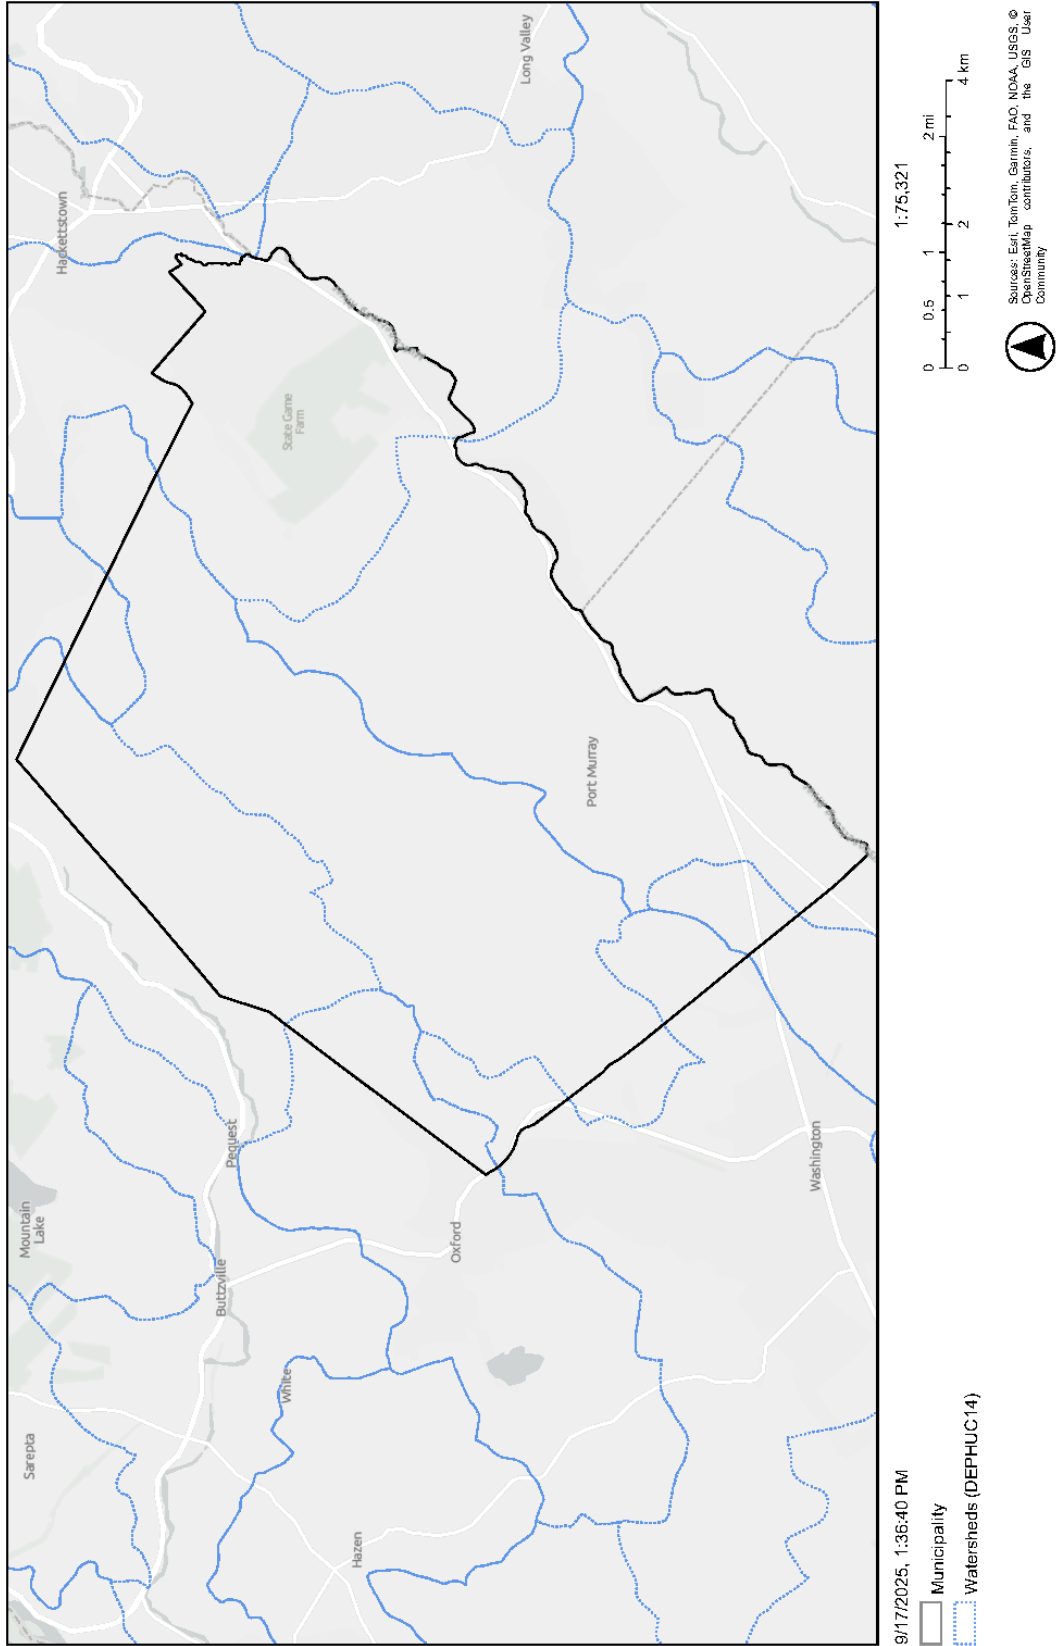 Sarepta
Mountain
Lake
Hackettstown
Long Valley
Buttzville
Pequest
White
State Game
Farm
Hazen
Oxford
Port Murray
Washington
9/17/2025, 1:36:40 PM
Municipality
Watersheds (DEPHUC14)
1:75,321
0 0.5 1 2 mi
0 1 2 4 km
Sources: Esri, TomTom, Garmin, FAO, NOAA, USGS, ©
OpenStreetMap contributors, and the GIS User
Community